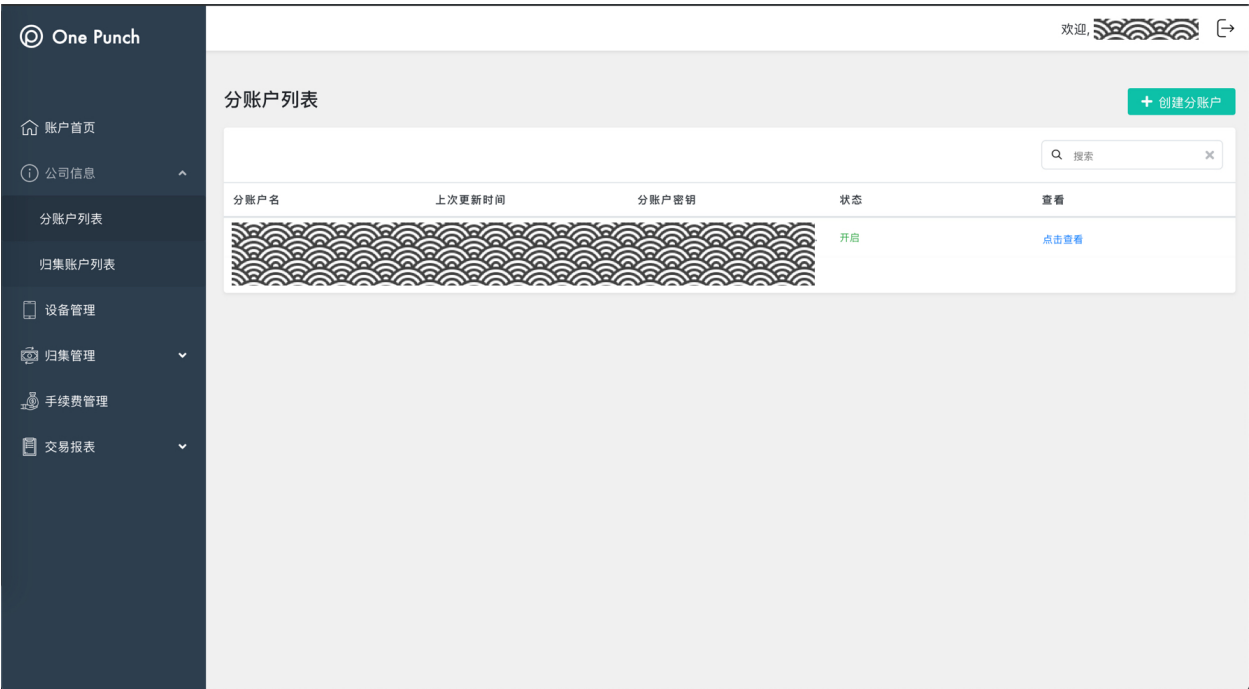 One Punch
欢迎,
账户首页
公司信息
分账户列表
归集账户列表
设备管理
归集管理
手续费管理
交易报表
分账户列表
+ 创建分账户
搜索
分账户名 上次更新时间 分账户密钥 状态 查看
开启 点击查看